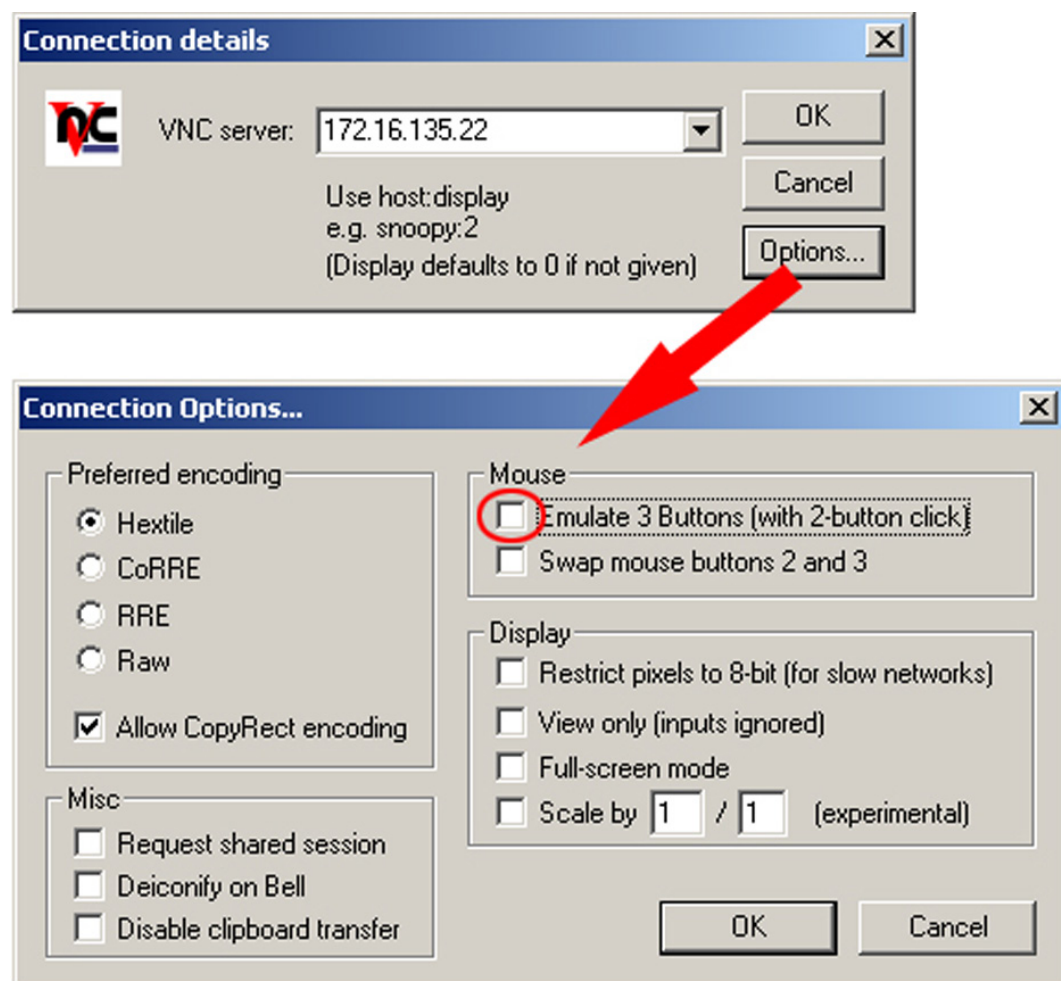 Connection details
VNC
VNC server:
172.16.135.22
OK
Use host:display
e.g. snoopy:2
(Display defaults to 0 if not given)
Cancel
Options...
Connection Options...
Preferred encoding
Hextile
CoRRE
RRE
Raw
Allow CopyRect encoding
Misc
Request shared session
Deiconify on Bell
Disable clipboard transfer
Mouse
Emulate 3 Buttons (with 2-button click)
Swap mouse buttons 2 and 3
Display
Restrict pixels to 8-bit (for slow networks)
View only (inputs ignored)
Full-screen mode
Scale by 1 / 1 (experimental)
OK
Cancel